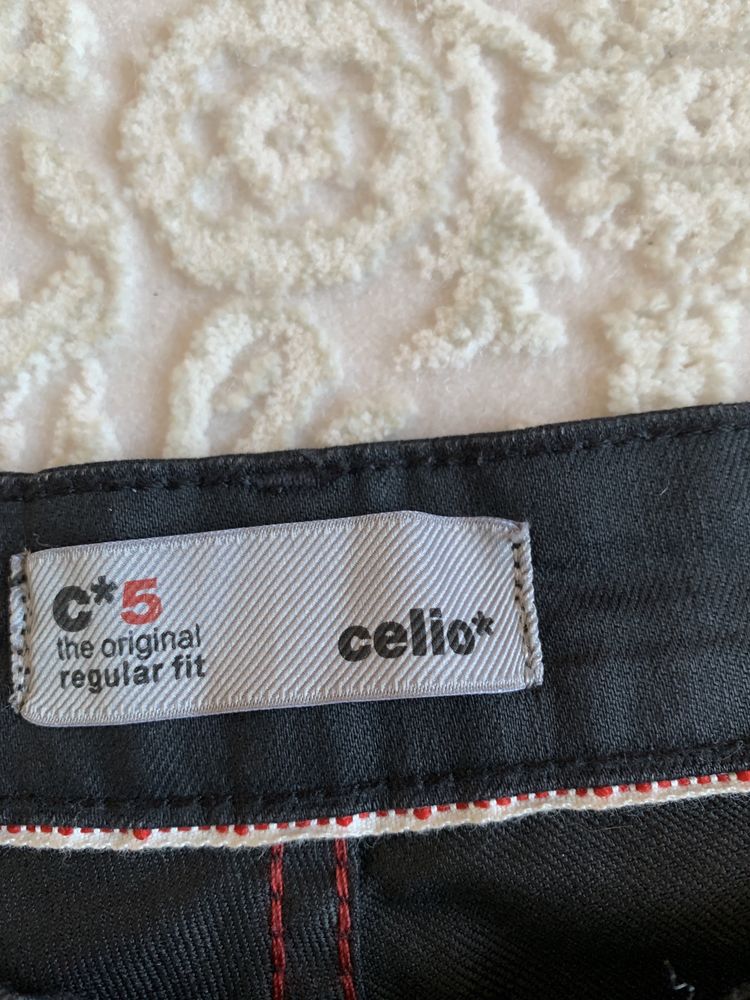 c*5
the original
regular fit
celio*